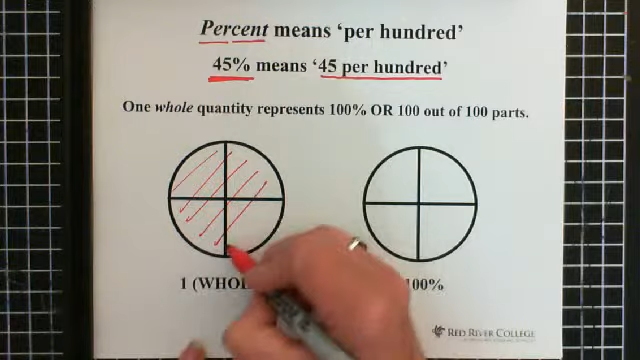 Percent means ‘per hundred’
45% means ‘45 per hundred’
One whole quantity represents 100% OR 100 out of 100 parts.
1 (WHOL
100%
RED RIVER COLLEGE